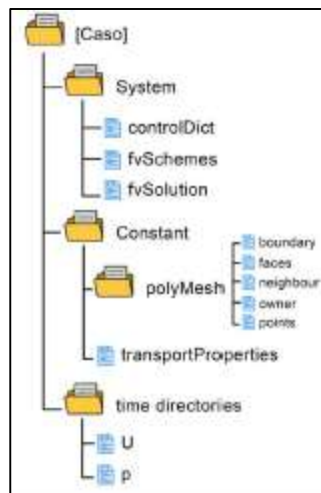 [Caso]
System
controlDict
fvSchemes
fvSolution
Constant
polyMesh
boundary
faces
neighbour
owner
points
transportProperties
time directories
U
p